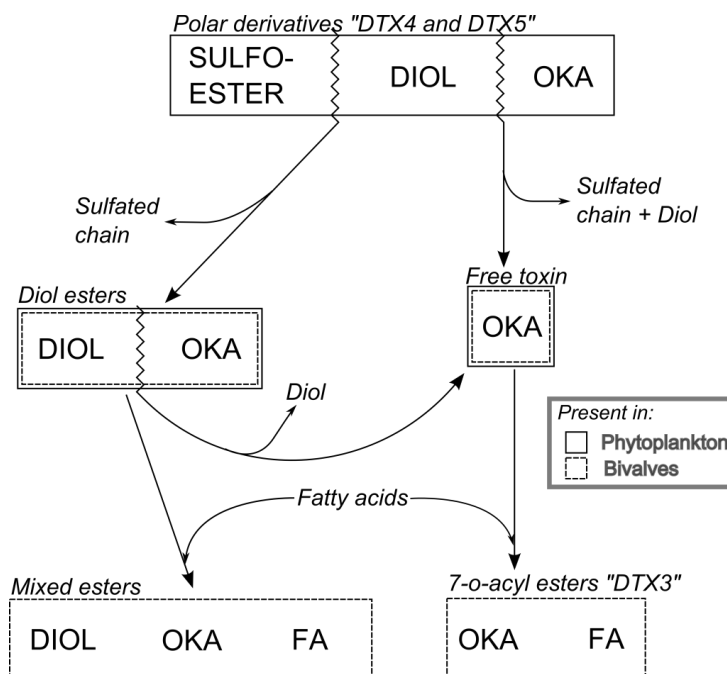 Polar derivatives "DTX4 and DTX5"
SULFO-
ESTER
DIOL
OKA
Sulfated
chain
Sulfated
chain + Diol
Diol esters
DIOL
OKA
Free toxin
OKA
Diol
Present in:
Phytoplankton
Bivalves
Fatty acids
Mixed esters
DIOL
OKA
FA
7-o-acyl esters "DTX3"
OKA
FA